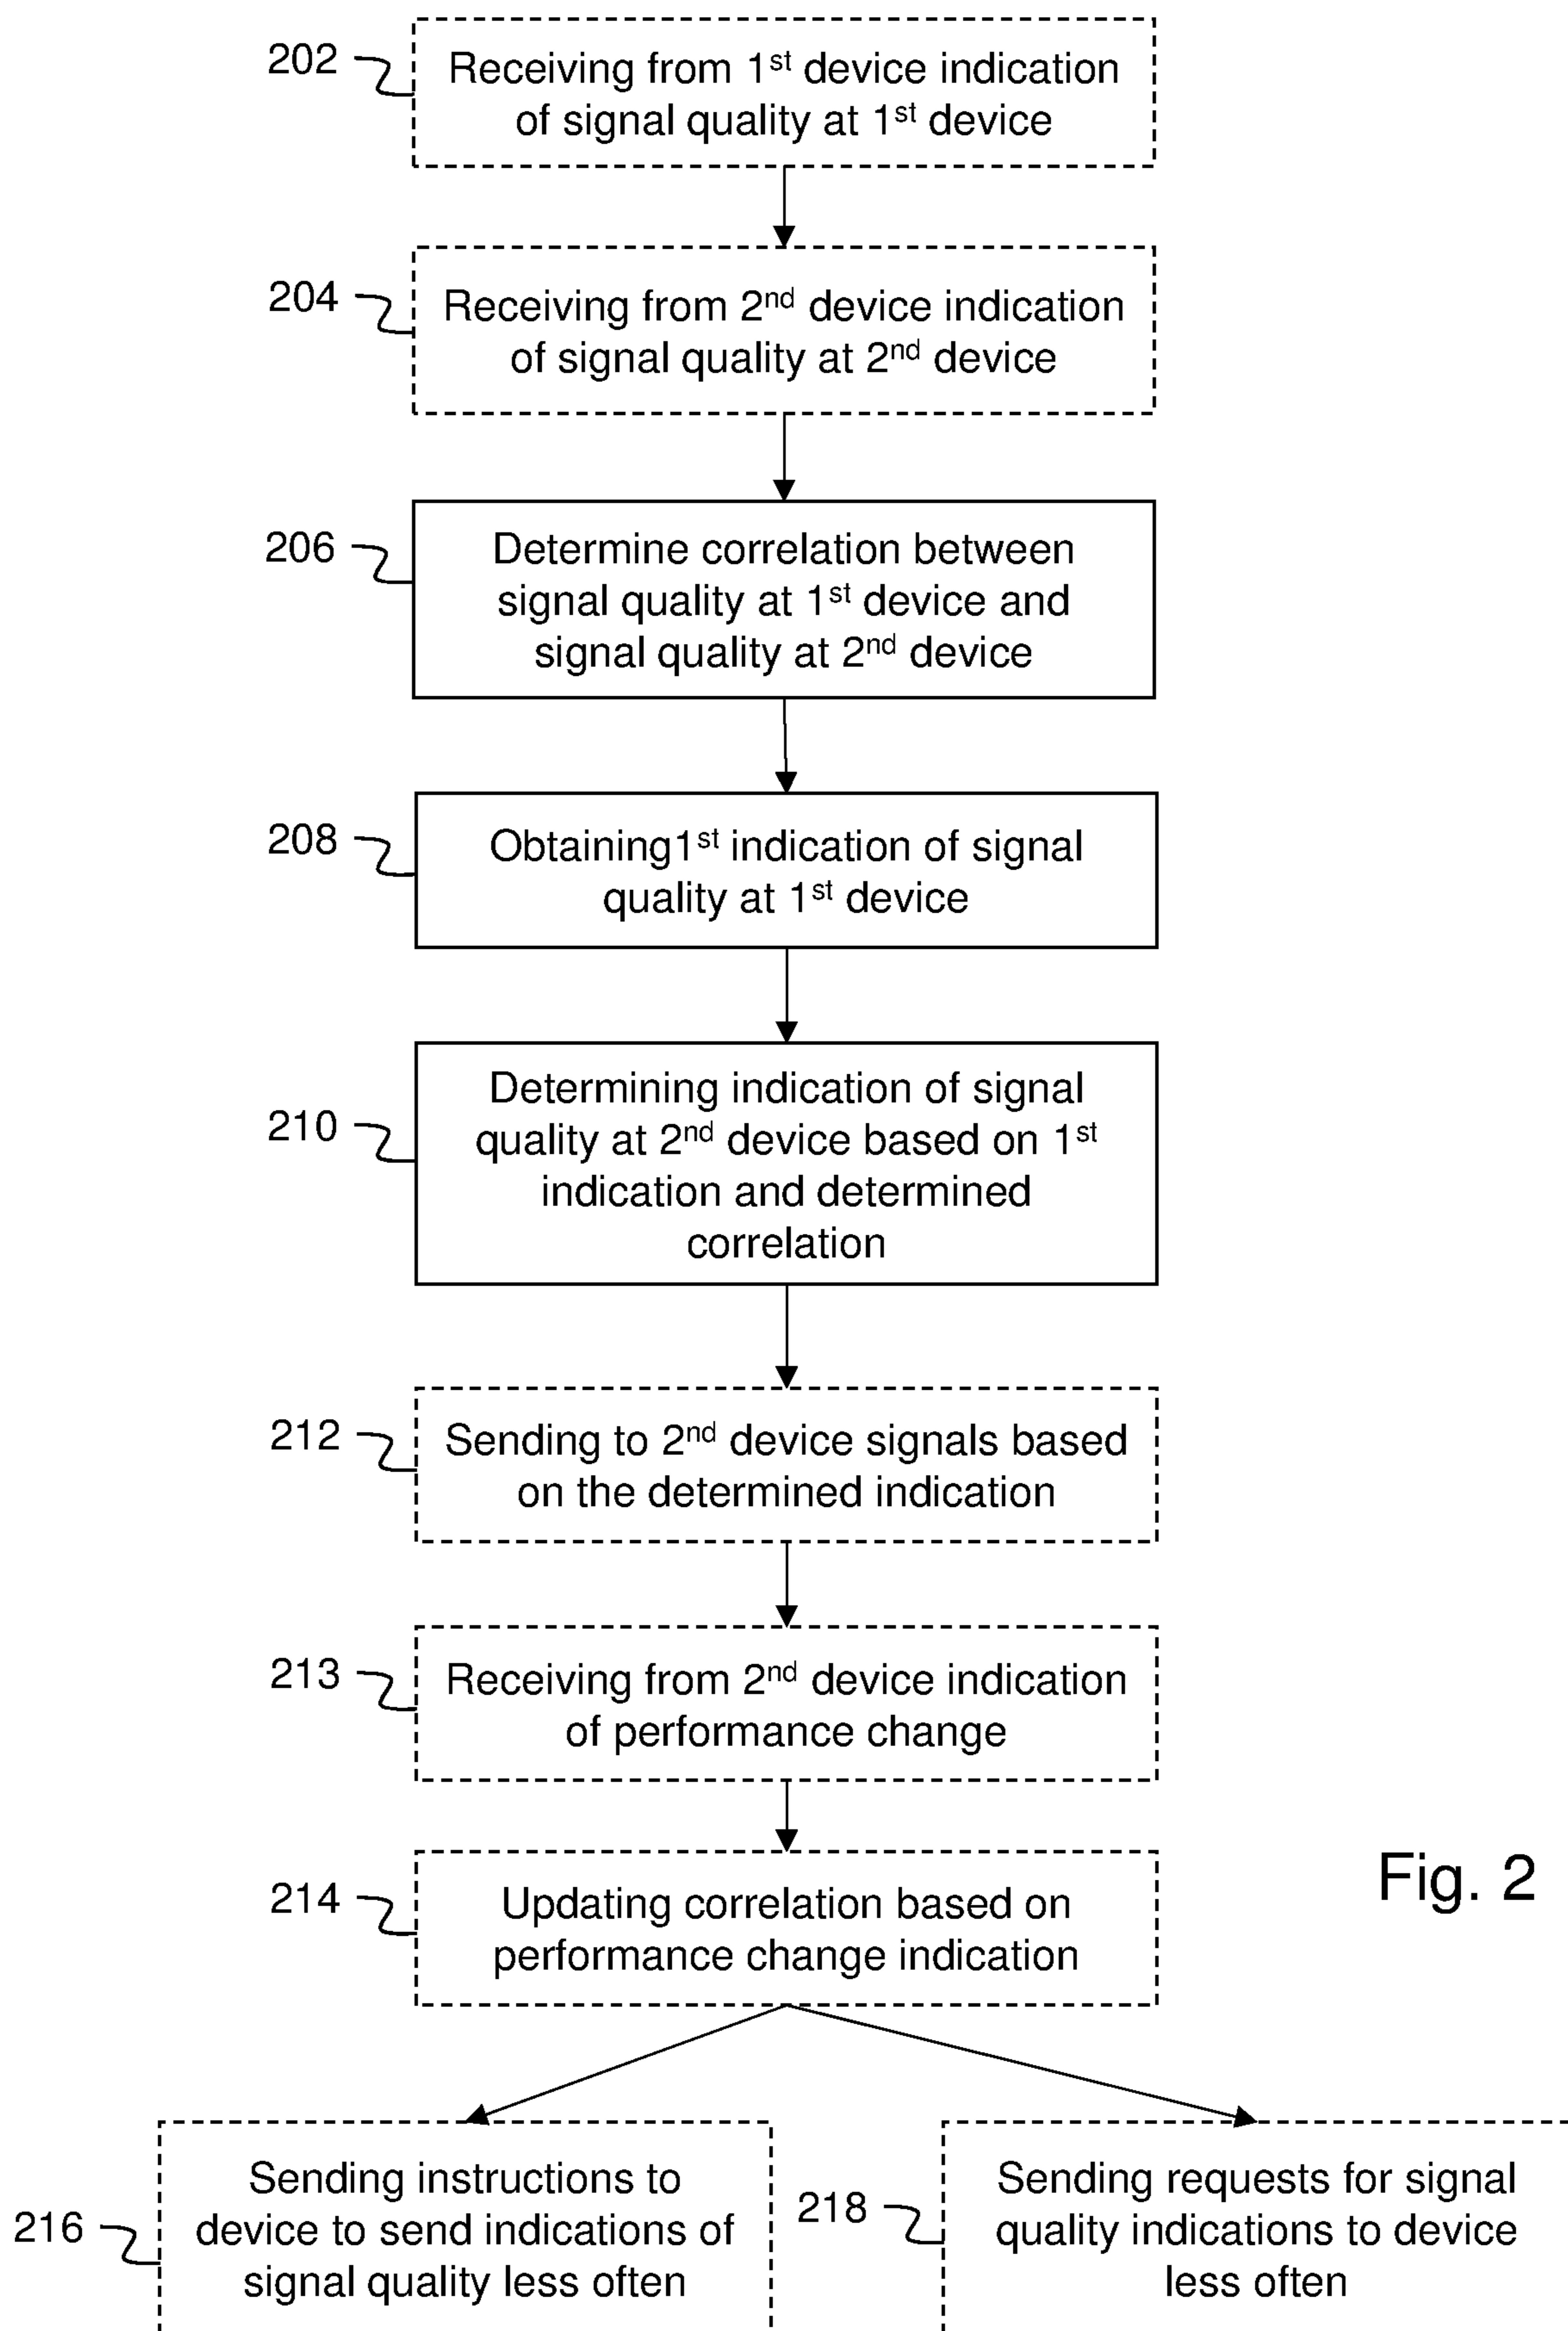 202
Receiving from 1st device indication
of signal quality at 1st device
204
Receiving from 2nd device indication
of signal quality at 2nd device
206
Determine correlation between
signal quality at 1st device and
signal quality at 2nd device
208
Obtaining1st indication of signal
quality at 1st device
210
Determining indication of signal
quality at 2nd device based on 1st
indication and determined
correlation
212
Sending to 2nd device signals based
on the determined indication
213
Receiving from 2nd device indication
of performance change
214
Updating correlation based on
performance change indication
Fig. 2
216
Sending instructions to
device to send indications of
signal quality less often
218
Sending requests for signal
quality indications to device
less often